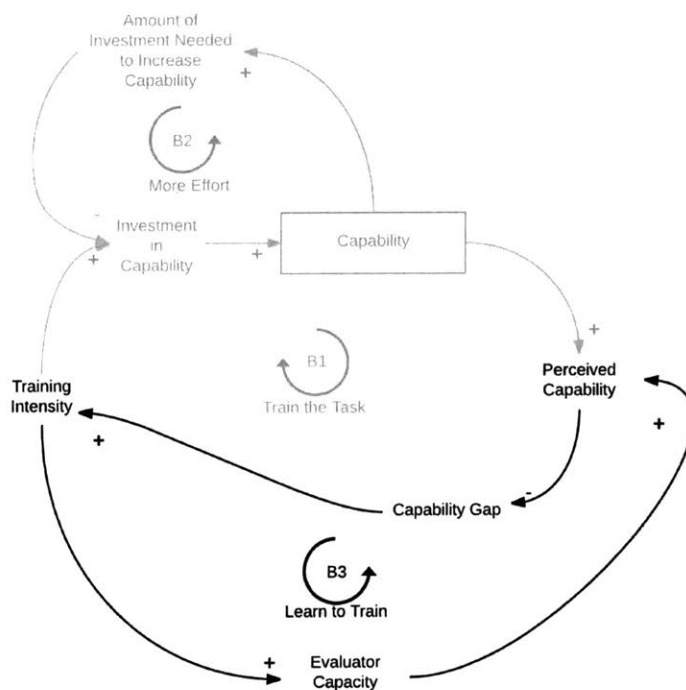 Amount of
Investment Needed
to Increase
Capability
+
B2
More Effort
-
Investment
in
Capability
+
+
Capability
+
B1
Train the Task
Training
Intensity
+
Perceived
Capability
+
-
Capability Gap
B3
Learn to Train
+
Evaluator
Capacity